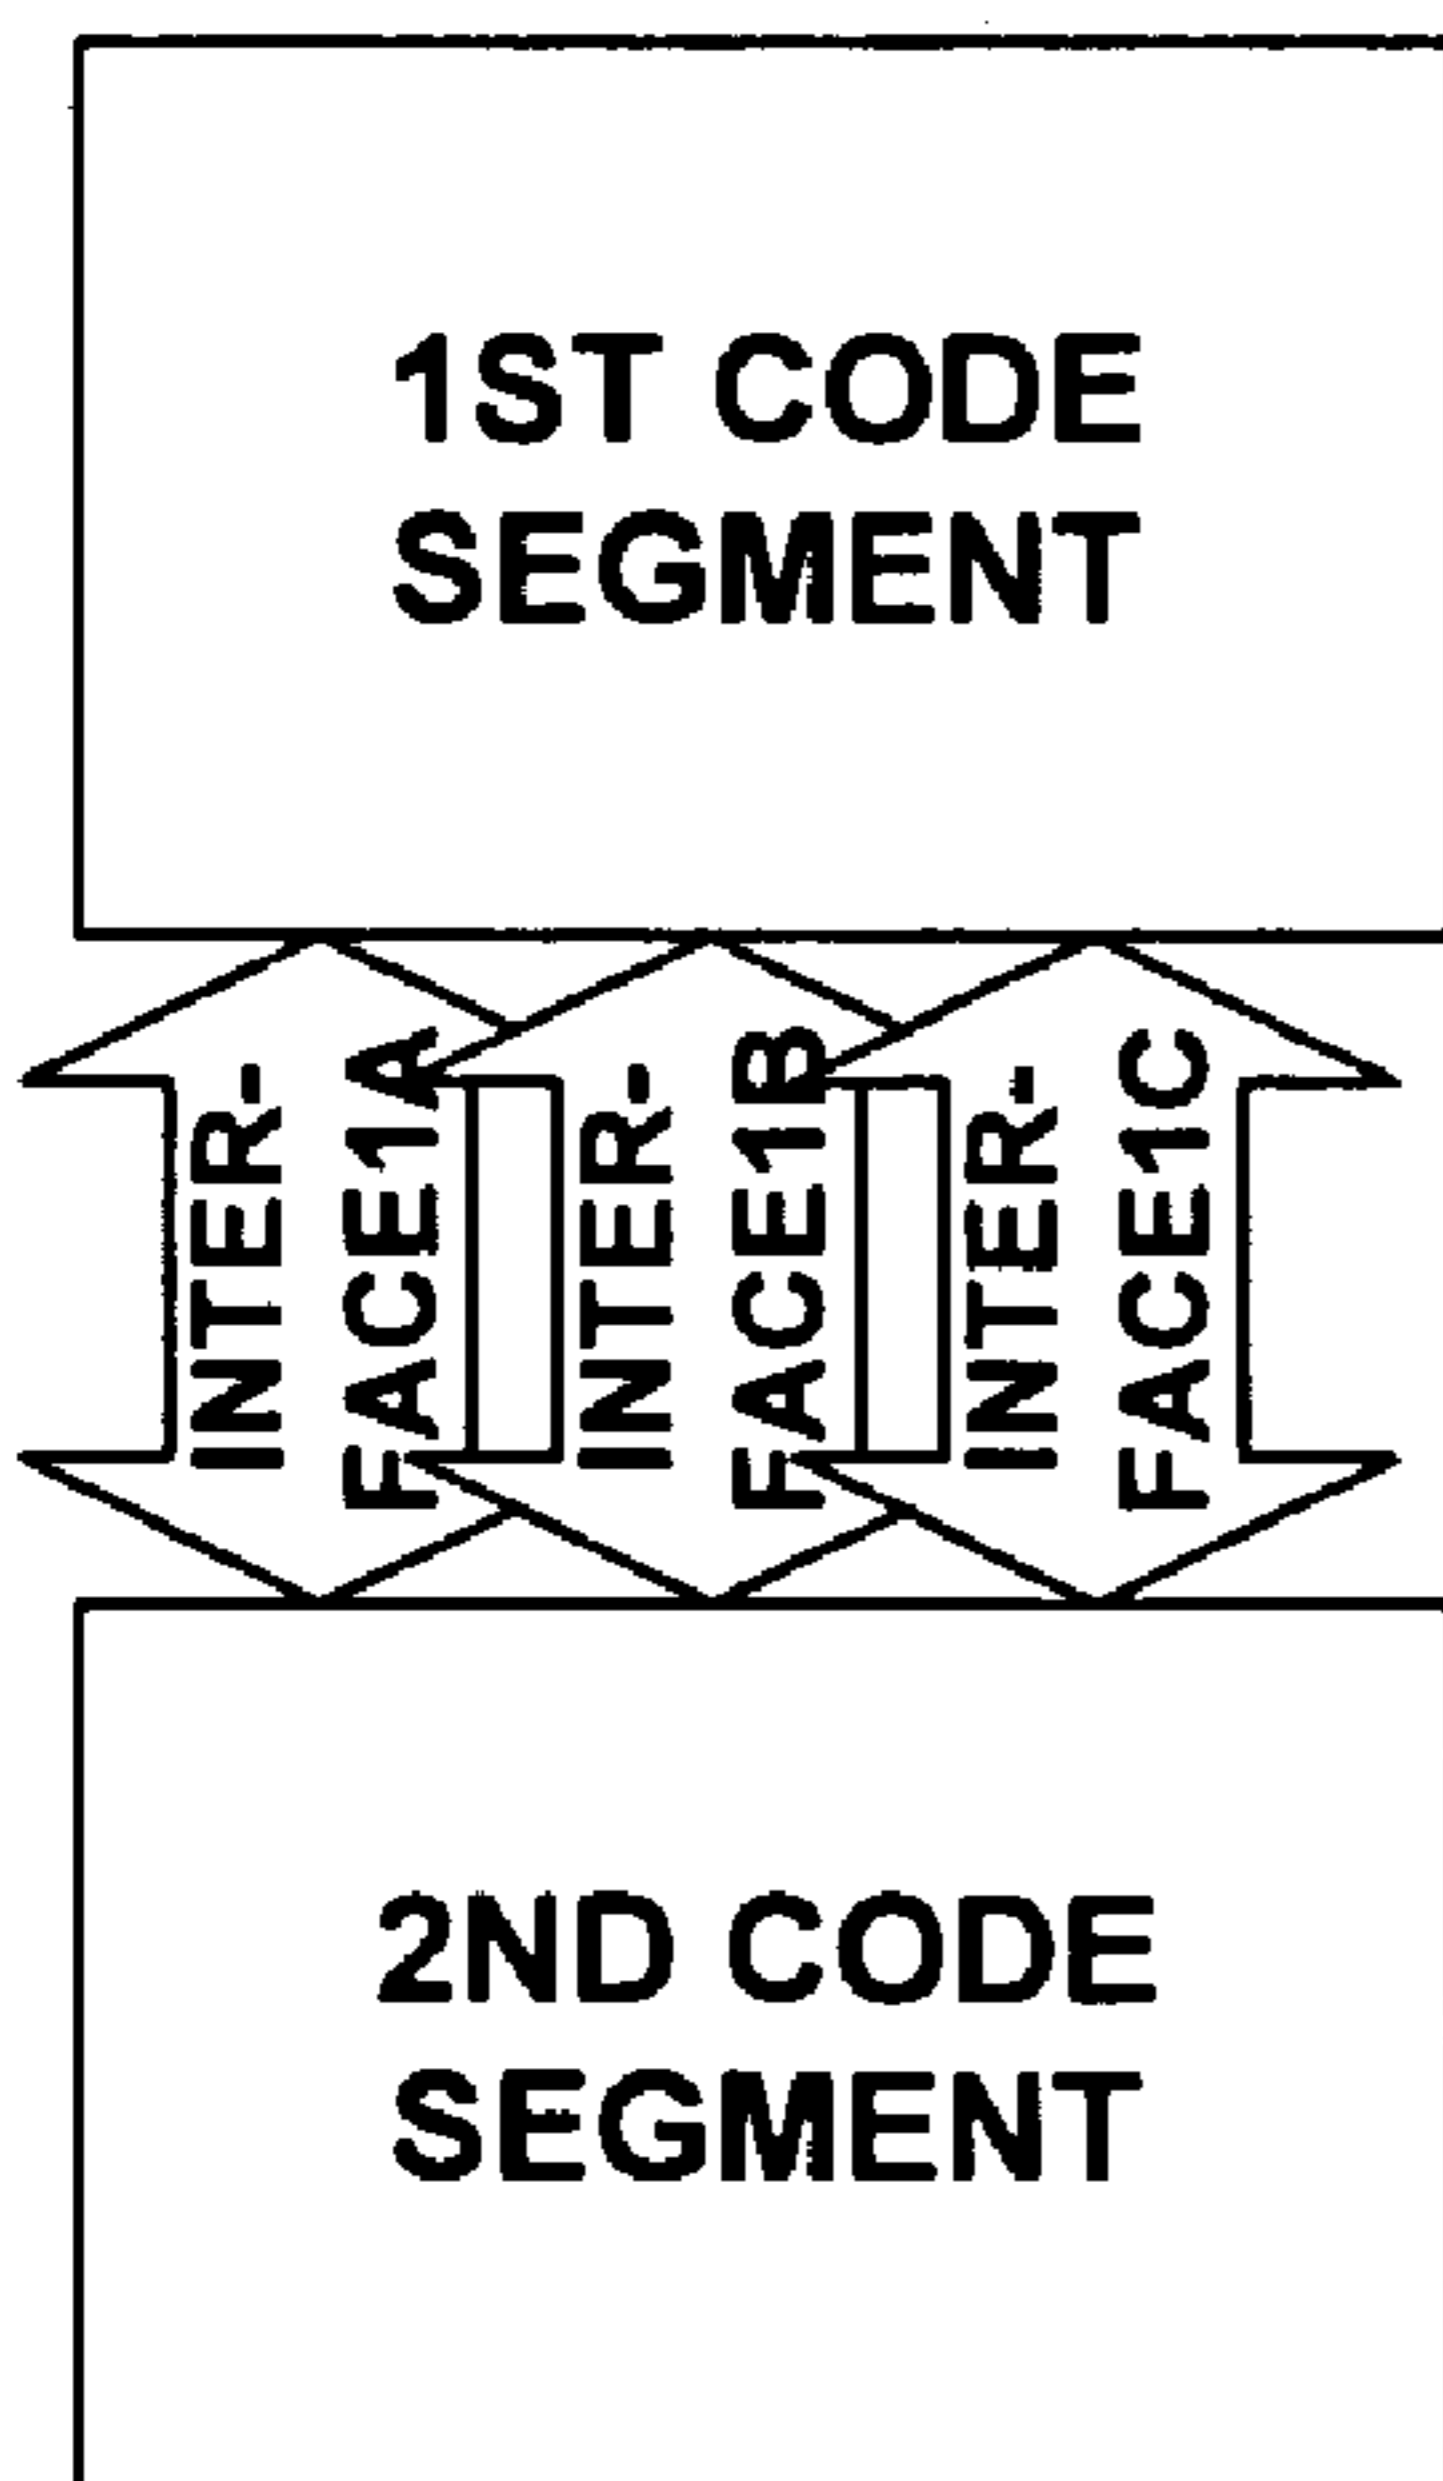 1ST CODE
SEGMENT
INTER-
FACE1A
INTER-
FACE1B
INTER-
FACE1C
2ND CODE
SEGMENT